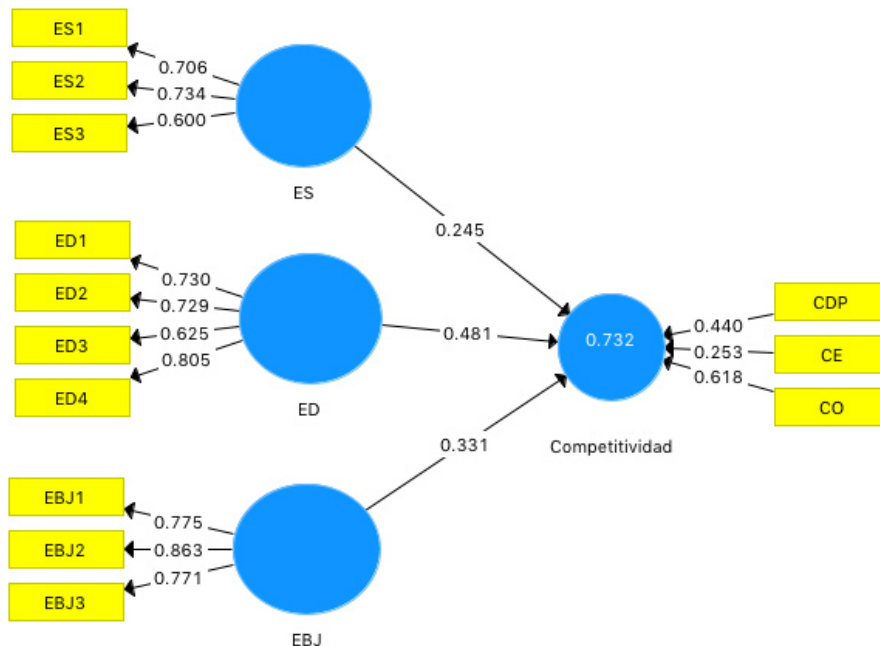 ES1
ES2
ES3
0.706
0.734
0.600
ES
0.245
ED1
ED2
ED3
ED4
0.730
0.729
0.625
0.805
ED
0.481
EBJ1
EBJ2
EBJ3
0.775
0.863
0.771
EBJ
0.331
0.732
Competitividad
0.440
0.253
0.618
CDP
CE
CO